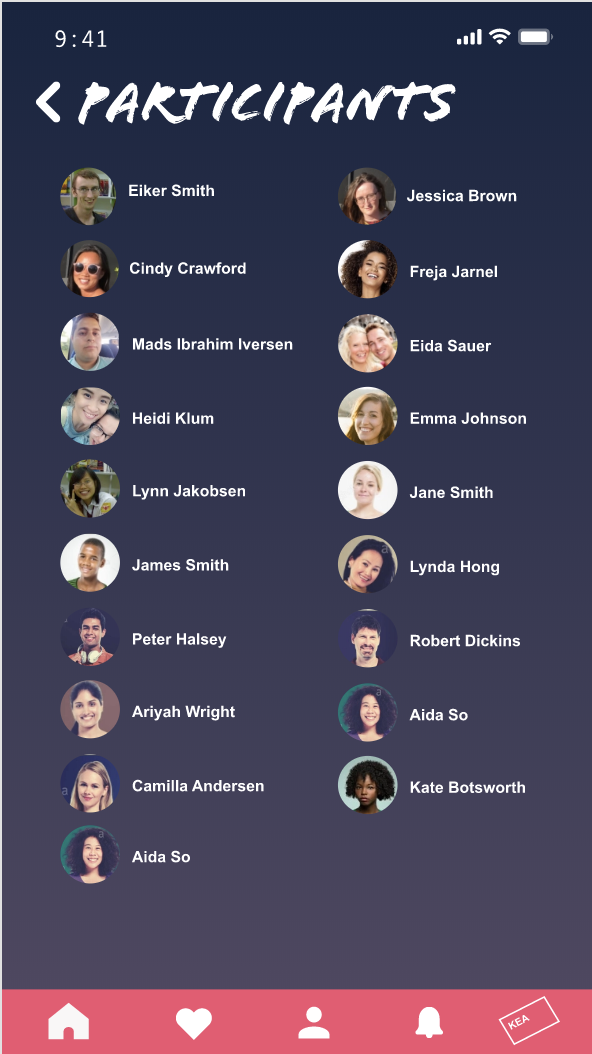 9:41
PARTICIPANTS
Eiker Smith
Jessica Brown
Cindy Crawford
Freja Jarnel
Mads Ibrahim Iversen
Eida Sauer
Heidi Klum
Emma Johnson
Lynn Jakobsen
Jane Smith
James Smith
Lynda Hong
Peter Halsey
Robert Dickins
Ariyah Wright
Aida So
Camilla Andersen
Kate Botsworth
Aida So
KEA